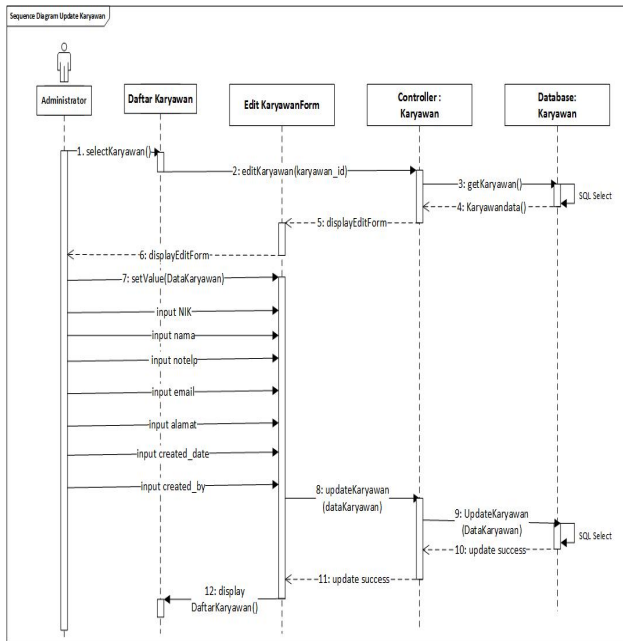 Sequence Diagram Update Karyawan
Administrator
Daftar Karyawan
Edit KaryawanForm
Controller :
Karyawan
Database:
Karyawan
1. selectKaryawan()
2: editKaryawan(karyawan_id)
3: getKaryawan()
SQL Select
4: Karyawandata()
5: displayEditForm
6: displayEditForm
7: setValue(DataKaryawan)
input NIK
input nama
input notelp
input email
input alamat
input created_date
input created_by
8: updateKaryawan
(dataKaryawan)
9: UpdateKaryawan
(DataKaryawan)
SQL Select
10: update success
11: update success
12: display
DaftarKaryawan()